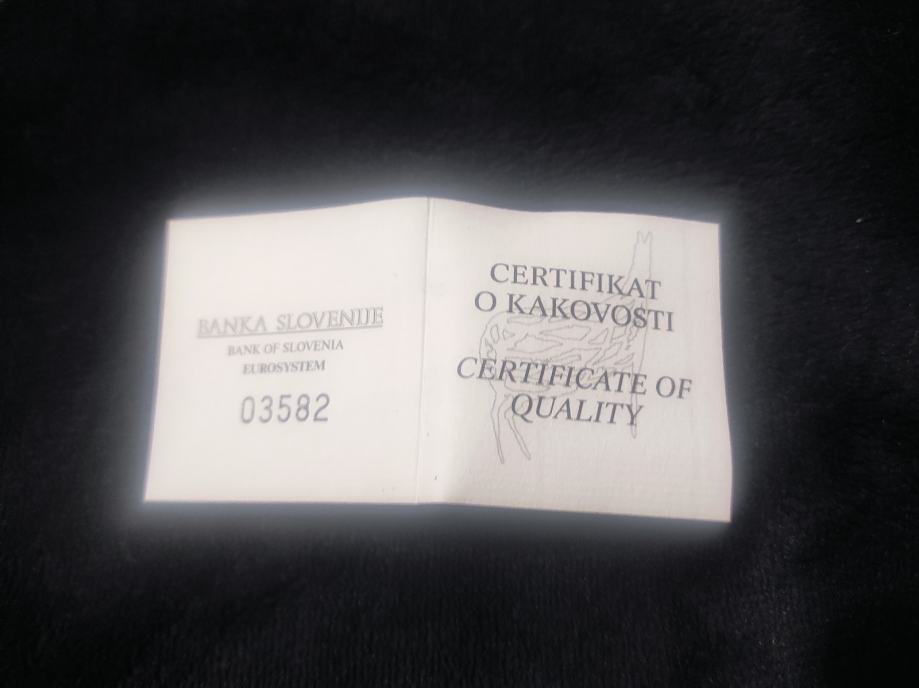 BANKA SLOVENIJE
BANK OF SLOVENIA
EUROSYSTEM
03582
CERTIFIKAT
O KAKOVOSTI
CERTIFICATE OF
QUALITY